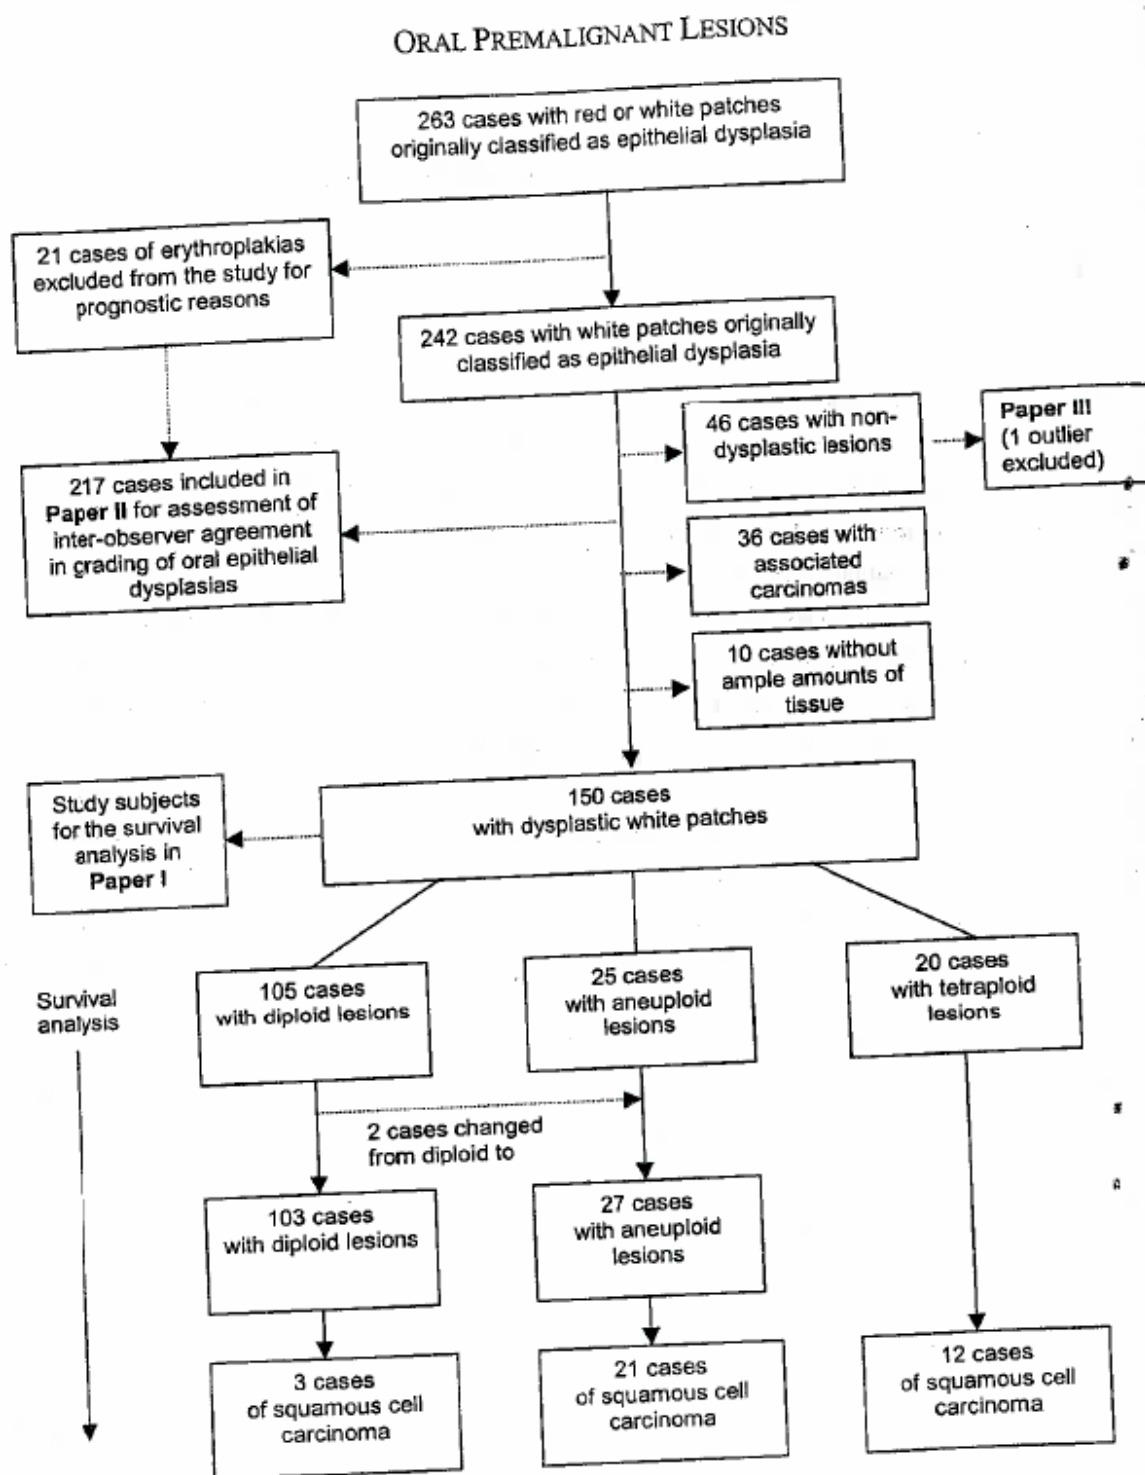 ORAL PREMALIGNANT LESIONS
263 cases with red or white patches
originally classified as epithelial dysplasia
21 cases of erythroplakias
excluded from the study for
prognostic reasons
242 cases with white patches originally
classified as epithelial dysplasia
46 cases with non-
dysplastic lesions
Paper III
(1 outlier
excluded)
217 cases included in
Paper II for assessment of
inter-observer agreement
in grading of oral epithelial
dysplasias
36 cases with
associated
carcinomas
10 cases without
ample amounts of
tissue
Study subjects
for the survival
analysis in
Paper I
150 cases
with dysplastic white patches
Survival
analysis
105 cases
with diploid lesions
25 cases
with aneuploid
lesions
20 cases
with tetraploid
lesions
2 cases changed
from diploid to
103 cases
with diploid lesions
27 cases
with aneuploid
lesions
3 cases
of squamous cell
carcinoma
21 cases
of squamous cell
carcinoma
12 cases
of squamous cell
carcinoma